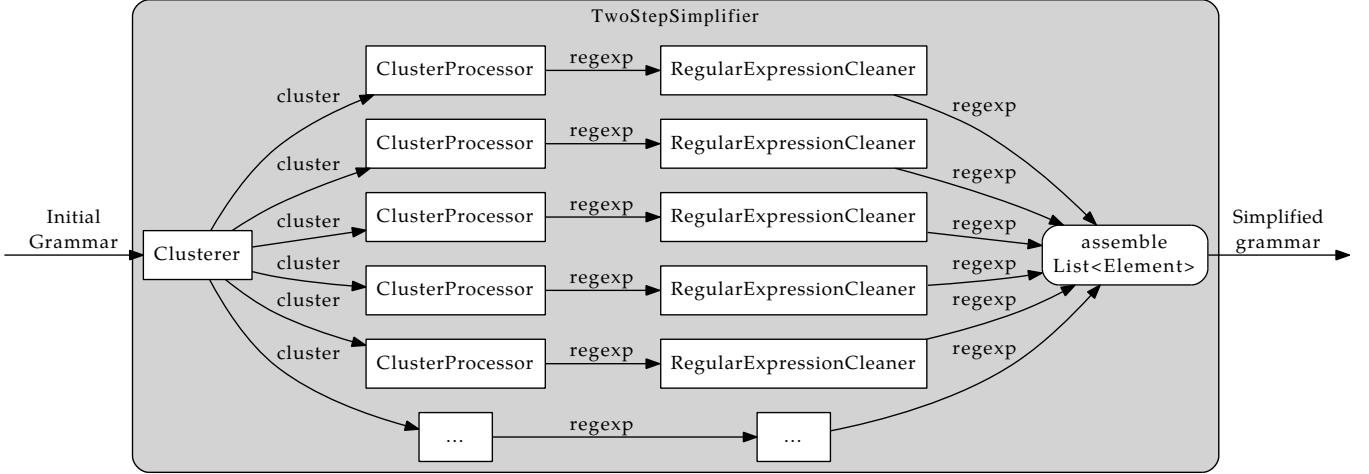 TwoStepSimplifier
ClusterProcessor
regexp
RegularExpressionCleaner
cluster
regexp
ClusterProcessor
regexp
RegularExpressionCleaner
cluster
regexp
ClusterProcessor
regexp
RegularExpressionCleaner
cluster
regexp
Initial
Grammar
Clusterer
assemble
List<Element>
Simplified
grammar
cluster
regexp
ClusterProcessor
regexp
RegularExpressionCleaner
cluster
regexp
ClusterProcessor
regexp
RegularExpressionCleaner
cluster
regexp
...
regexp
...